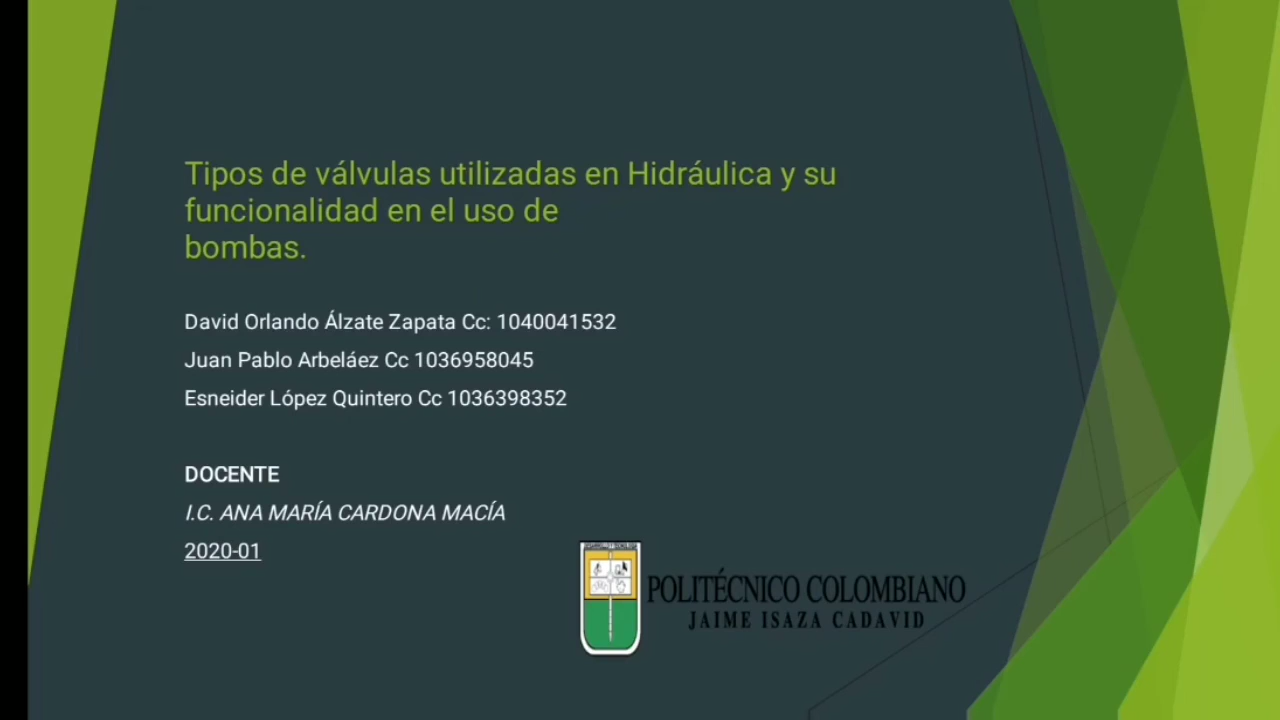 Tipos de válvulas utilizadas en Hidráulica y su
funcionalidad en el uso de
bombas.
David Orlando Álzate Zapata Cc: 1040041532
Juan Pablo Arbeláez Cc 1036958045
Esneider López Quintero Cc 1036398352
DOCENTE
I.C. ANA MARÍA CARDONA MACÍA
2020-01
POLITÉCNICO COLOMBIANO
JAIME ISAZA CADAVID